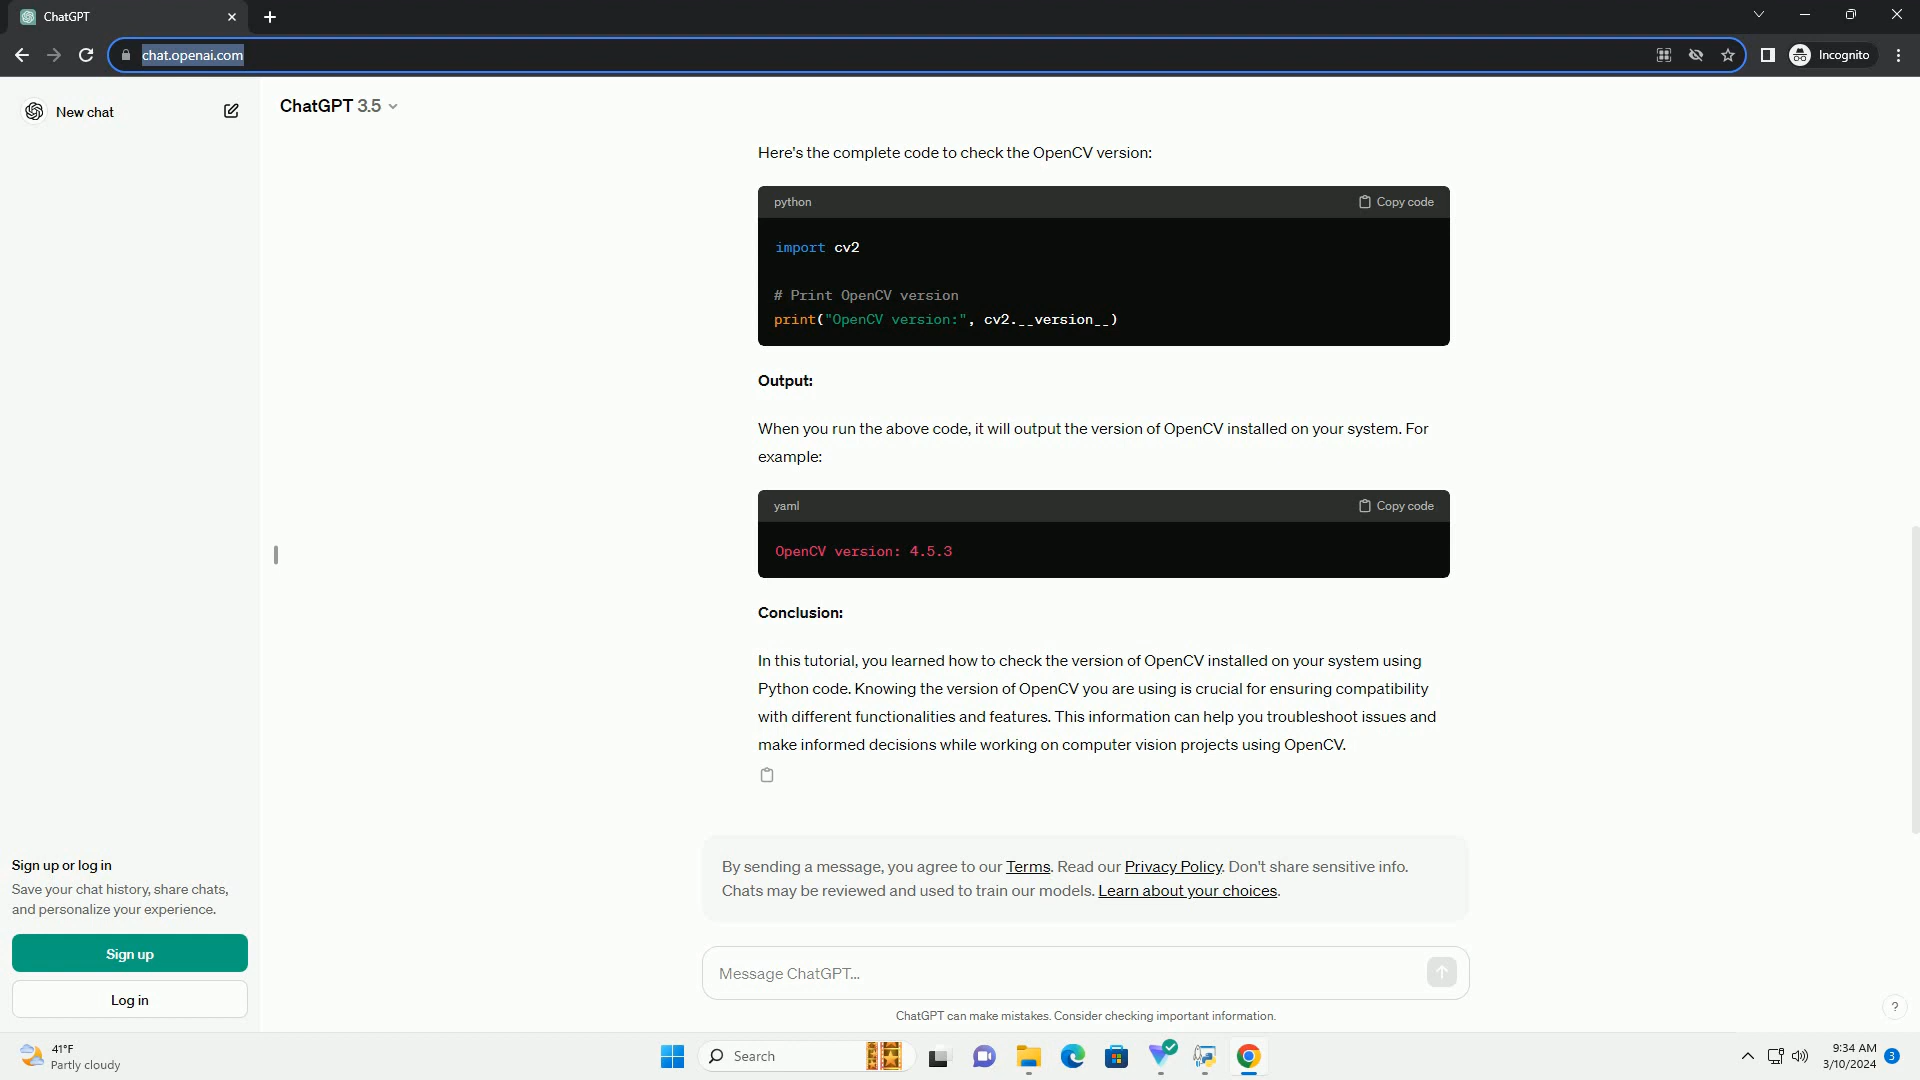 ChatGPT
chat.openai.com
Incognito
New chat
ChatGPT 3.5
Here's the complete code to check the OpenCV version:
python
Copy code
import cv2
# Print OpenCV version
print("OpenCV version:", cv2.__version__)
Output:
When you run the above code, it will output the version of OpenCV installed on your system. For
example:
yaml
Copy code
OpenCV version: 4.5.3
Conclusion:
In this tutorial, you learned how to check the version of OpenCV installed on your system using
Python code. Knowing the version of OpenCV you are using is crucial for ensuring compatibility
with different functionalities and features. This information can help you troubleshoot issues and
make informed decisions while working on computer vision projects using OpenCV.
Sign up or log in
Save your chat history, share chats,
and personalize your experience.
Sign up
Log in
By sending a message, you agree to our Terms. Read our Privacy Policy. Don't share sensitive info.
Chats may be reviewed and used to train our models. Learn about your choices.
Message ChatGPT...
ChatGPT can make mistakes. Consider checking important information.
?
41°F
Partly cloudy
Search
9:34 AM
3/10/2024
3